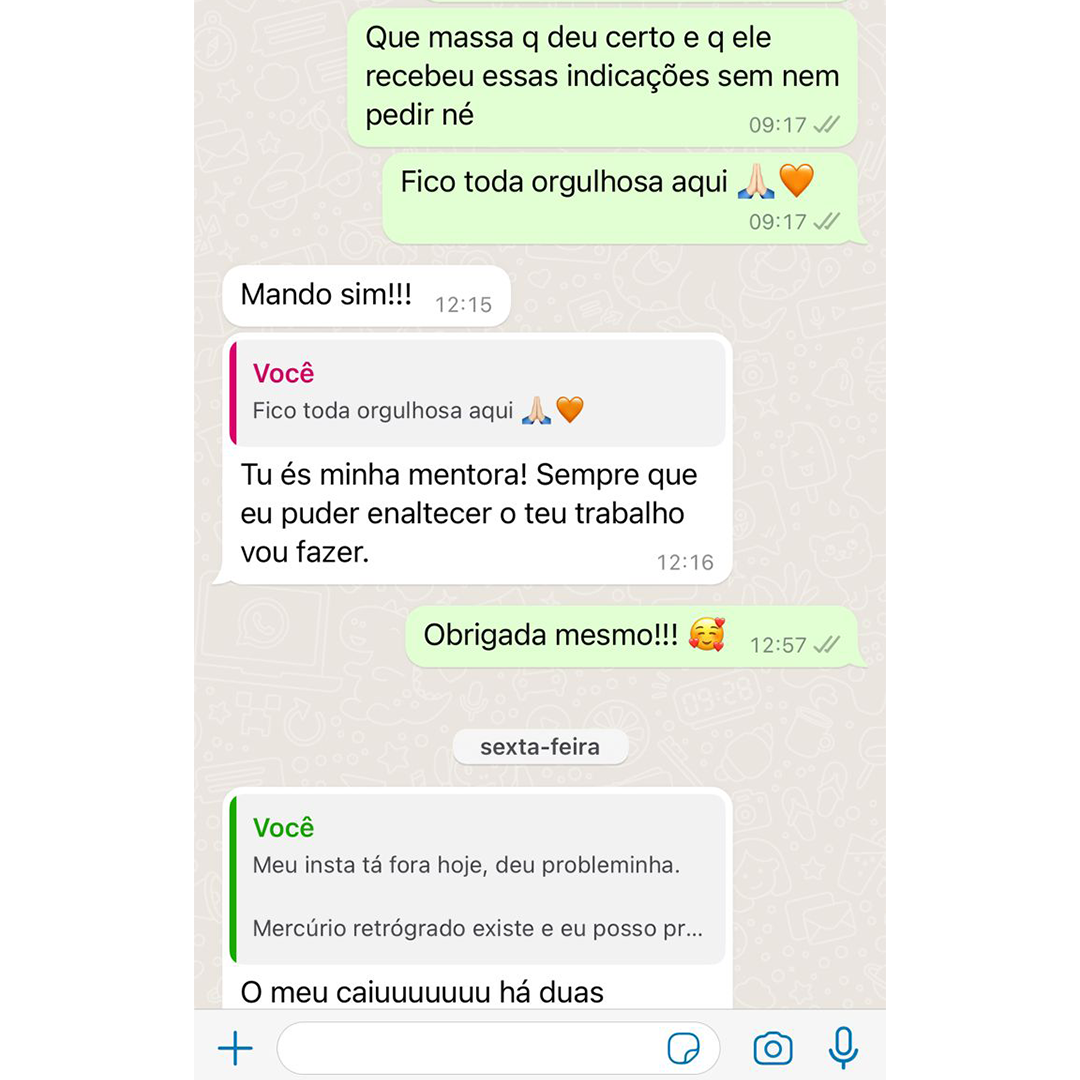 Que massa q deu certo e q ele
recebeu essas indicações sem nem
pedir né
09:17
Fico toda orgulhosa aqui 🙏🏻🧡
09:17
Mando sim!!! 12:15
Você
Fico toda orgulhosa aqui 🙏🏻🧡
Tu és minha mentora! Sempre que
eu puder enaltecer o teu trabalho
vou fazer.
12:16
Obrigada mesmo!!! 🥰 12:57
sexta-feira
Você
Meu insta tá fora hoje, deu probleminha.
Mercúrio retrógrado existe e eu posso pr...
O meu caiuuuuuuu há duas